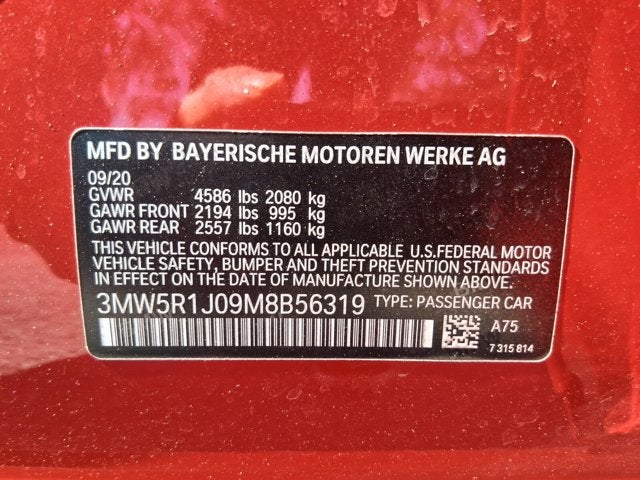 MFD BY BAYERISCHE MOTOREN WERKE AG
09/20
GVWR 4586 lbs 2080 kg
GAWR FRONT 2194 lbs 995 kg
GAWR REAR 2557 lbs 1160 kg
THIS VEHICLE CONFORMS TO ALL APPLICABLE U.S.FEDERAL MOTOR
VEHICLE SAFETY, BUMPER AND THEFT PREVENTION STANDARDS
IN EFFECT ON THE DATE OF MANUFACTURE SHOWN ABOVE.
3MW5R1J09M8B56319 TYPE: PASSENGER CAR
A75
7 315 814